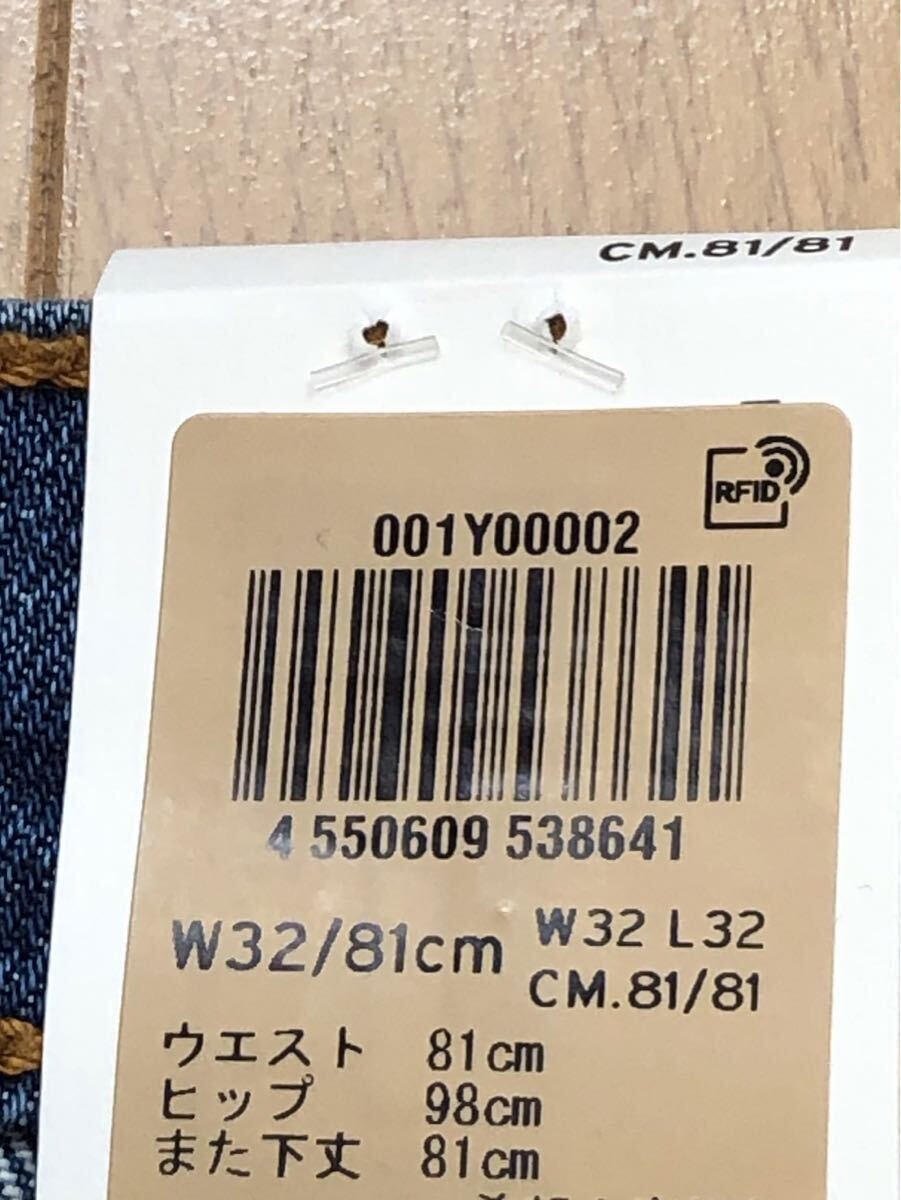 CM.81/81
RFID
001Y00002
4 550609 538641
W32/81cm
W32 L32
CM.81/81
ウエスト 81cm
ヒップ 98cm
また下丈 81cm